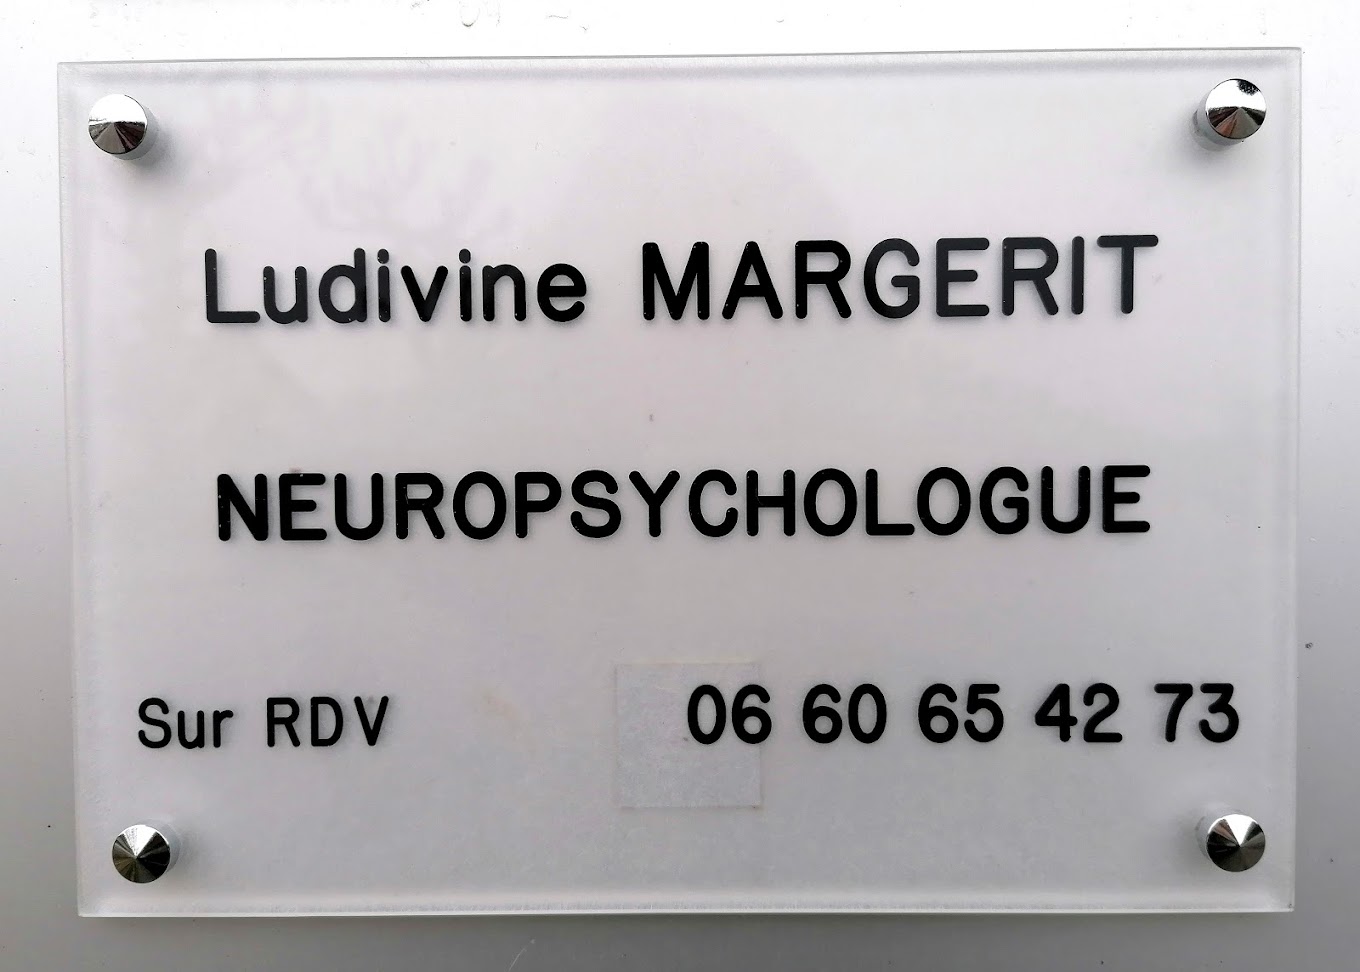 Ludivine MARGERIT
NEUROPSYCHOLOGUE
Sur RDV 06 60 65 42 73